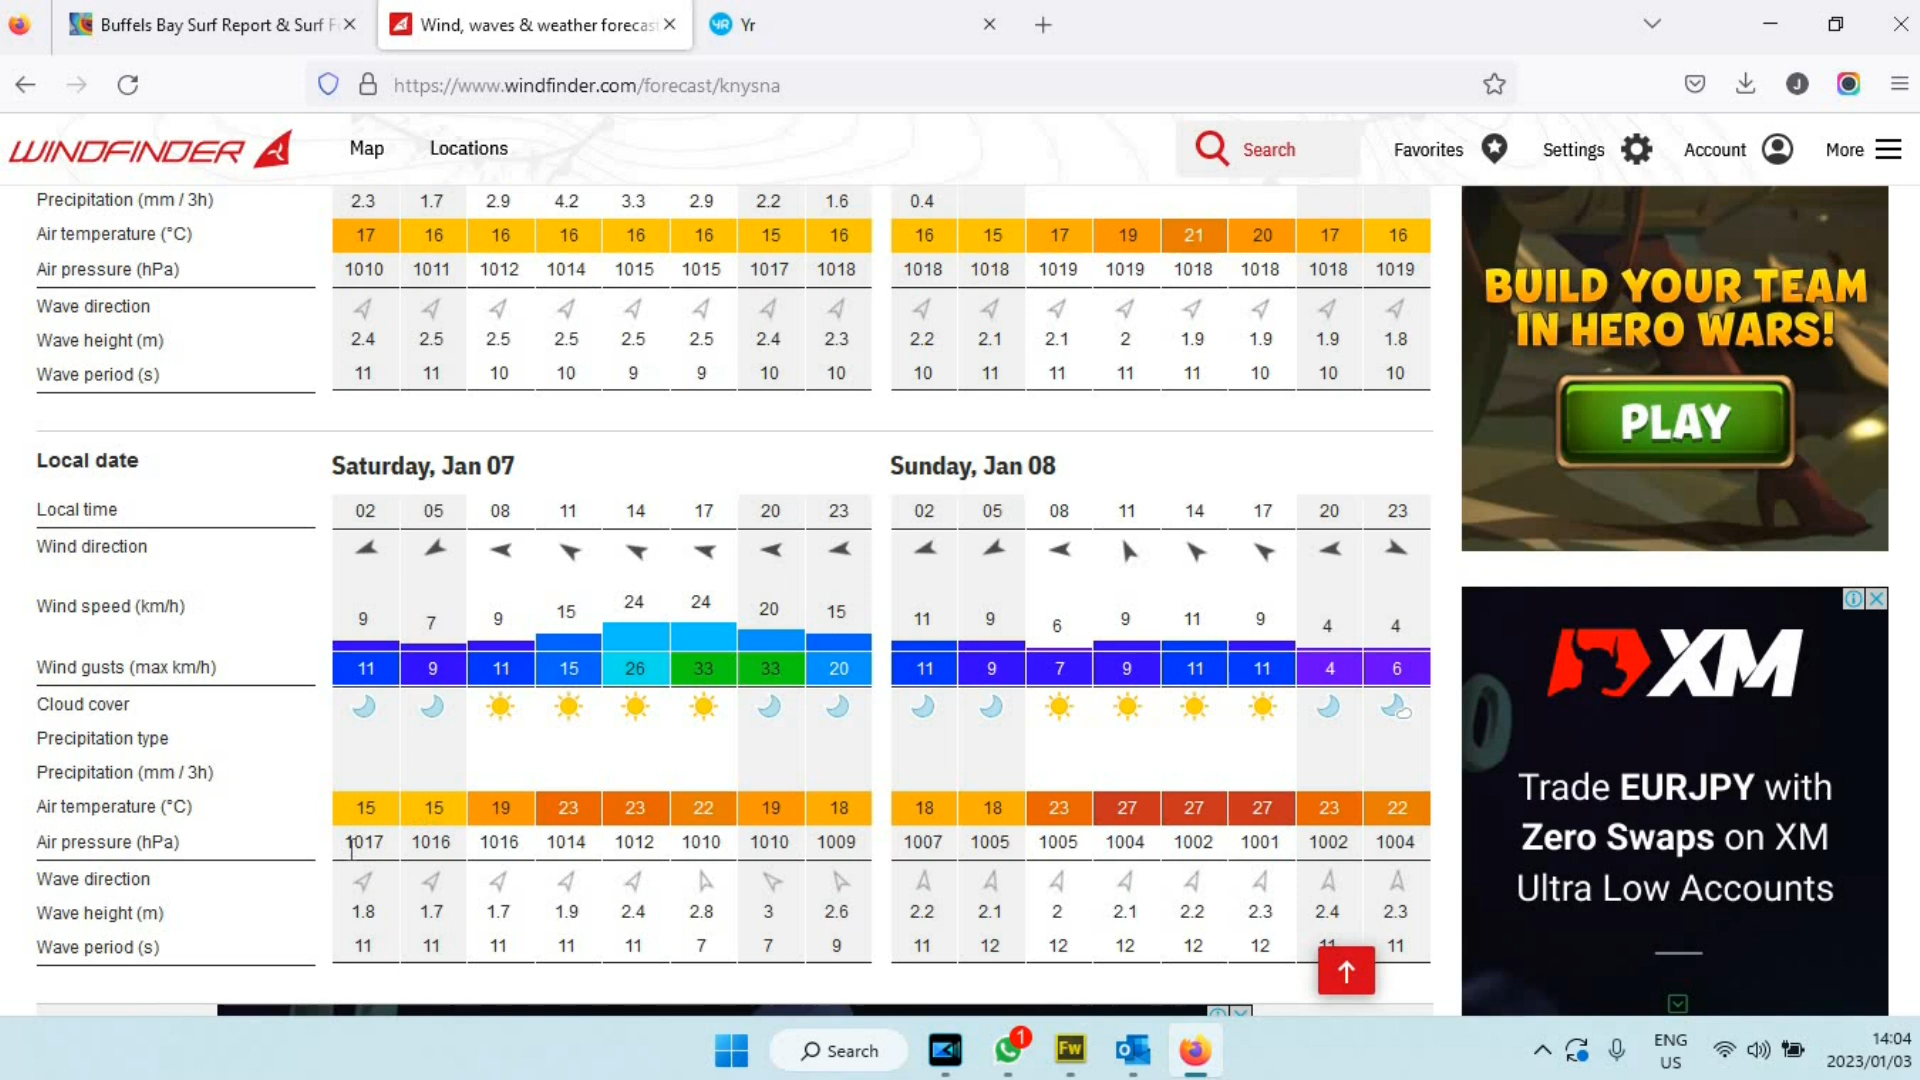 Buffels Bay Surf Report & Surf F
Wind, waves & weather forecas
Yr
https://www.windfinder.com/forecast/knysna
J
WINDFINDER
Map
Locations
Search
Favorites
Settings
Account
More
Precipitation (mm / 3h) 2.3 1.7 2.9 4.2 3.3 2.9 2.2 1.6 0.4
Air temperature (°C) 17 16 16 16 16 16 15 16 16 15 17 19 21 20 17 16
Air pressure (hPa) 1010 1011 1012 1014 1015 1015 1017 1018 1018 1018 1019 1019 1018 1018 1018 1019
Wave direction
Wave height (m) 2.4 2.5 2.5 2.5 2.5 2.5 2.4 2.3 2.2 2.1 2.1 2 1.9 1.9 1.9 1.8
Wave period (s) 11 11 10 10 9 9 10 10 10 11 11 11 11 10 10 10
Local date Saturday, Jan 07 Sunday, Jan 08
Local time 02 05 08 11 14 17 20 23 02 05 08 11 14 17 20 23
Wind direction
Wind speed (km/h) 9 7 9 15 24 24 20 15 11 9 6 9 11 9 4 4
Wind gusts (max km/h) 11 9 11 15 26 33 33 20 11 9 7 9 11 11 4 6
Cloud cover
Precipitation type
Precipitation (mm / 3h)
Air temperature (°C) 15 15 19 23 23 22 19 18 18 18 23 27 27 27 23 22
Air pressure (hPa) 1017 1016 1016 1014 1012 1010 1010 1009 1007 1005 1005 1004 1002 1001 1002 1004
Wave direction
Wave height (m) 1.8 1.7 1.7 1.9 2.4 2.8 3 2.6 2.2 2.1 2 2.1 2.2 2.3 2.4 2.3
Wave period (s) 11 11 11 11 11 7 7 9 11 12 12 12 12 12 11 11
BUILD YOUR TEAM
IN HERO WARS!
PLAY
XM
Trade EURJPY with
Zero Swaps on XM
Ultra Low Accounts
Search
1
Fw
ENG
US
14:04
2023/01/03